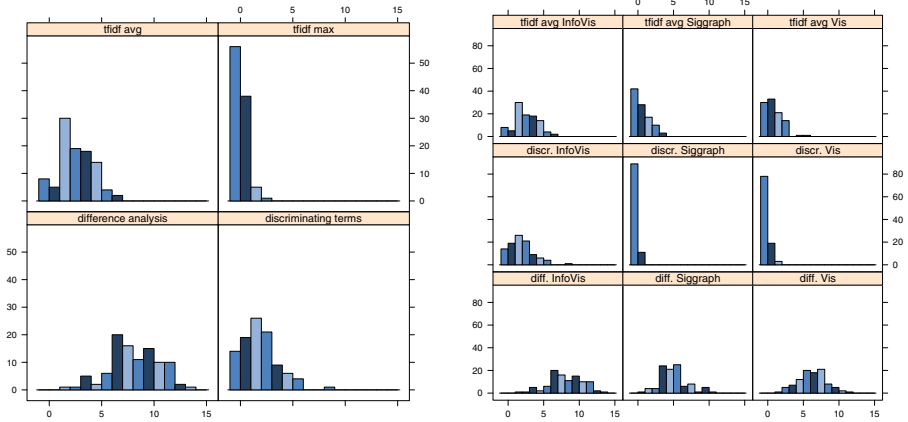 0 5 10 15
tfidf avg
tfidf max
50
40
30
20
10
0
difference analysis
discriminating terms
50
40
30
20
10
0
0 5 10 15
0 5 10 15
0 5 10 15
tfidf avg InfoVis
tfidf avg Siggraph
tfidf avg Vis
80
60
40
20
0
discr. InfoVis
discr. Siggraph
discr. Vis
80
60
40
20
0
diff. InfoVis
diff. Siggraph
diff. Vis
80
60
40
20
0
0 5 10 15
0 5 10 15